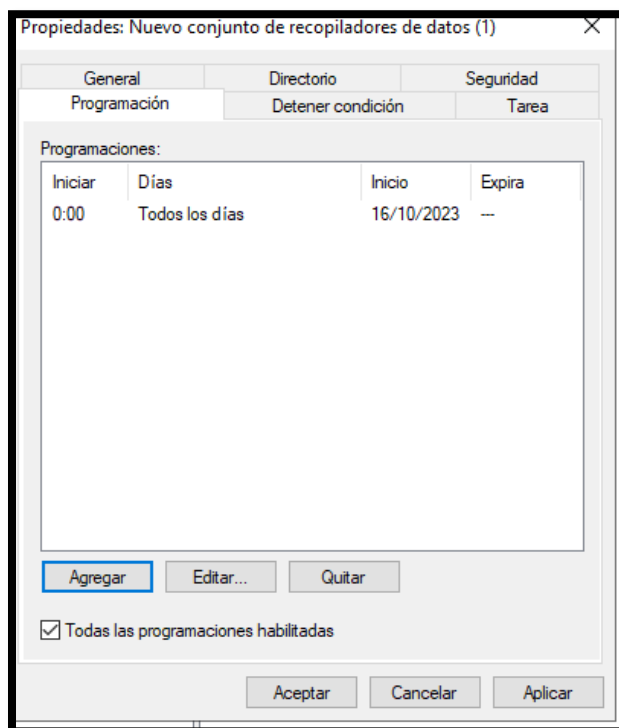 Propiedades: Nuevo conjunto de recopiladores de datos (1)
General Directorio Seguridad
Programación Detener condición Tarea
Programaciones:
Iniciar Días Inicio Expira
0:00 Todos los días 16/10/2023 ---
Agregar Editar... Quitar
Todas las programaciones habilitadas
Aceptar Cancelar Aplicar